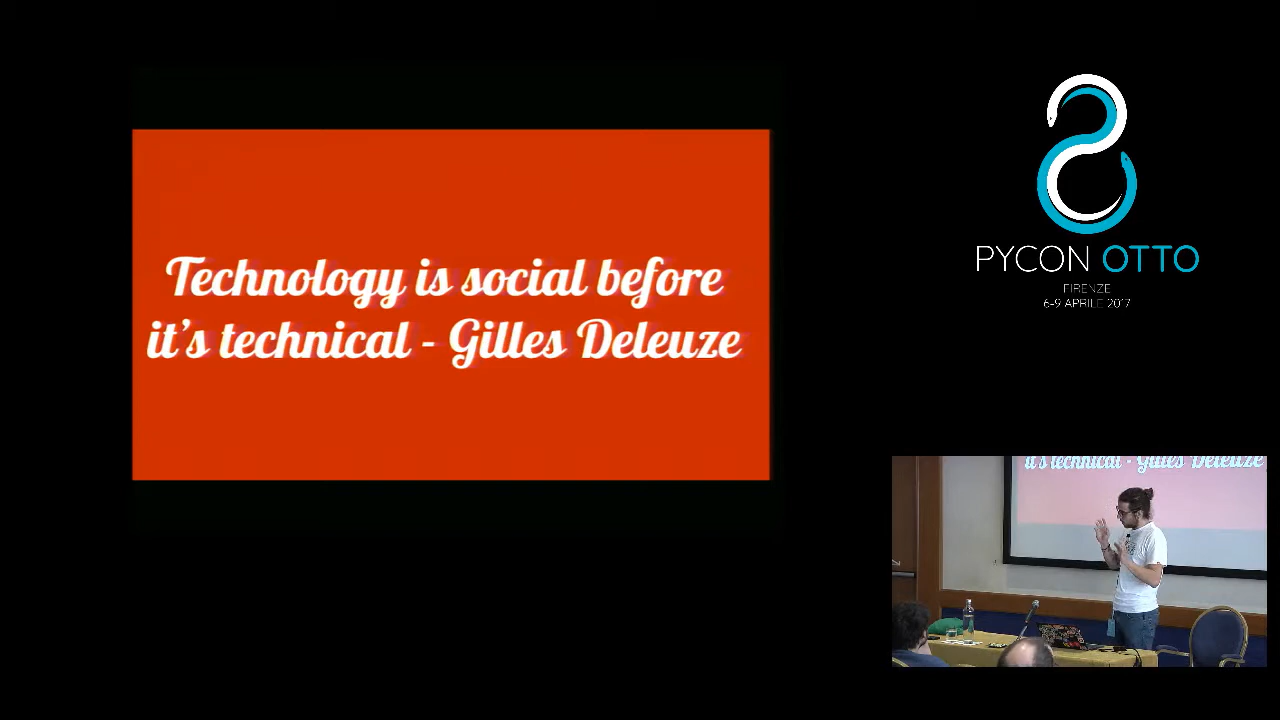 Technology is social before
it's technical - Gilles Deleuze
PYCON OTTO
FIRENZE
6-9 APRILE 2017
it's technical - Gilles Deleuze